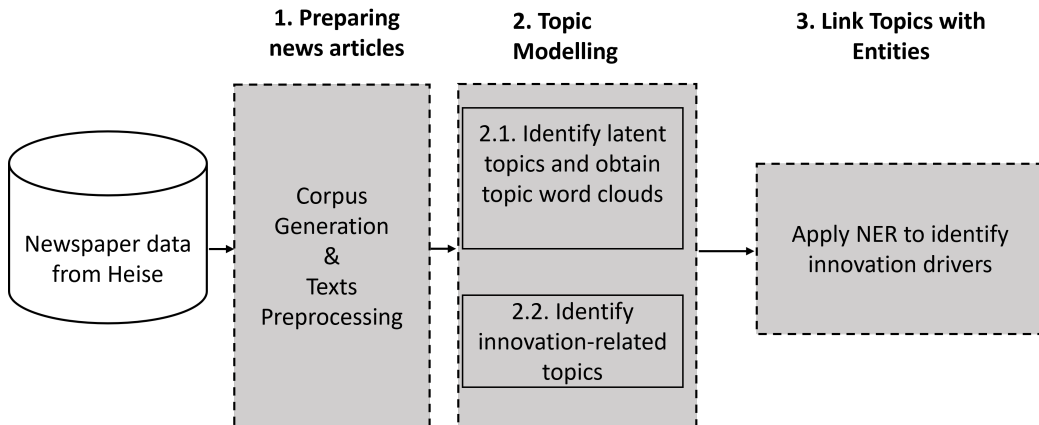 1. Preparing
news articles
2. Topic
Modelling
3. Link Topics with
Entities
Newspaper data
from Heise
Corpus
Generation
&
Texts
Preprocessing
2.1. Identify latent
topics and obtain
topic word clouds
2.2. Identify
innovation-related
topics
Apply NER to identify
innovation drivers